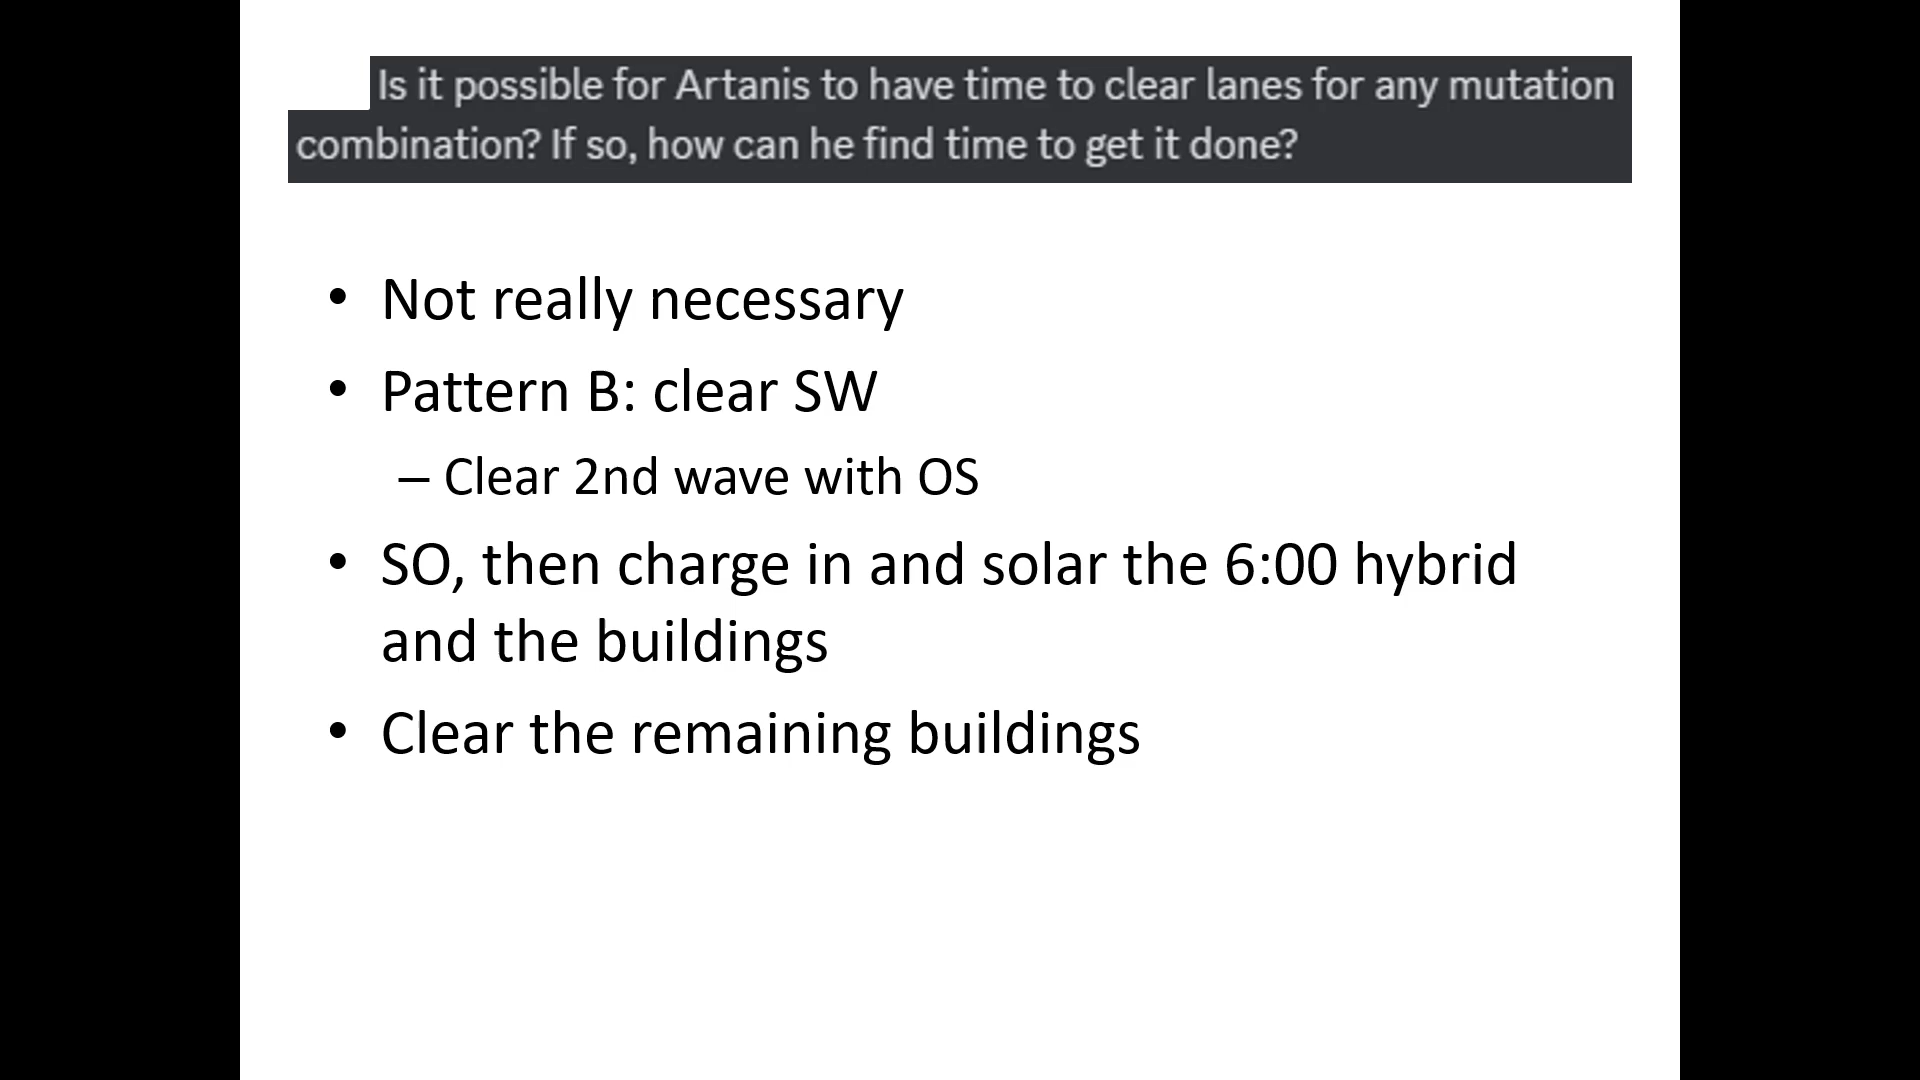 Is it possible for Artanis to have time to clear lanes for any mutation
combination? If so, how can he find time to get it done?
• Not really necessary
• Pattern B: clear SW
– Clear 2nd wave with OS
• SO, then charge in and solar the 6:00 hybrid
and the buildings
• Clear the remaining buildings